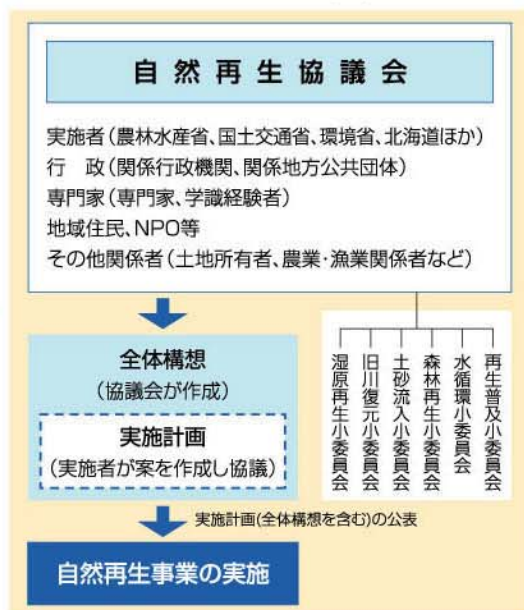 自然再生協議会
実施者(農林水産省、国土交通省、環境省、北海道ほか)
行 政(関係行政機関、関係地方公共団体)
専門家(専門家、学識経験者)
地域住民、NPO等
その他関係者(土地所有者、農業・漁業関係者など)
全体構想
(協議会が作成)
実施計画
(実施者が案を作成し協議)
湿原再生小委員会
旧川復元小委員会
土砂流入小委員会
森林再生小委員会
水循環小委員会
再生普及小委員会
実施計画(全体構想を含む)の公表
自然再生事業の実施